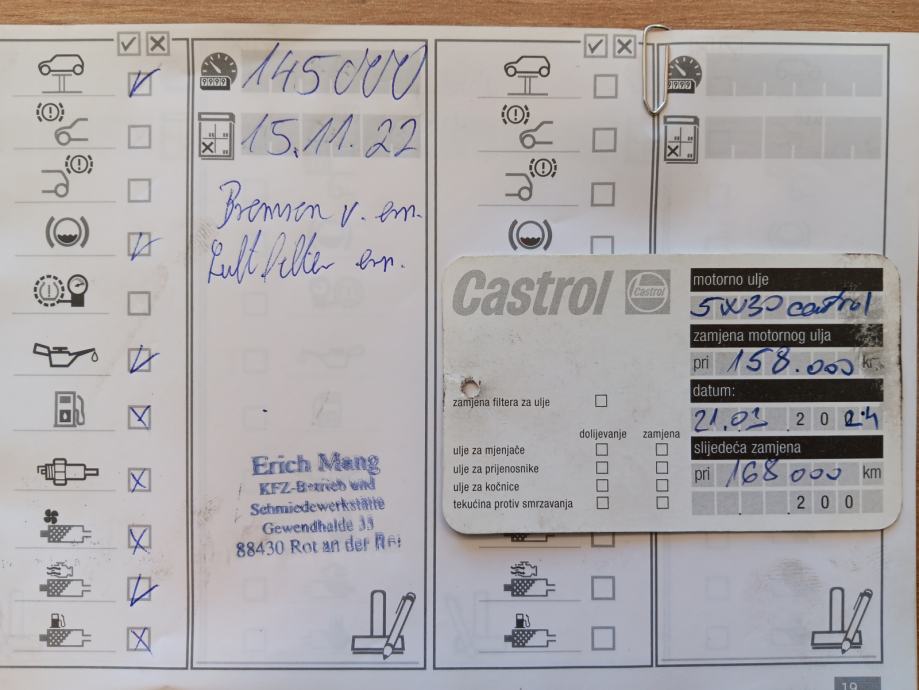 145000
15.11.22
Bremsen v. ern.
Luftfilter ern.
Erich Mang
KFZ-Betrieb und
Schmiedewerkstätte
Gewendhalde 35
88430 Rot an der Rot
Castrol
Castrol
motorno ulje
5W30 castrol
zamjena motornog ulja
pri 158.000 km
zamjena filtera za ulje
datum:
21.01.2024
dolijevanje zamjena
slijedeća zamjena
ulje za mjenjače
ulje za prijenosnike
pri 168000 km
ulje za kočnice
tekućina protiv smrzavanja
. . 200
19